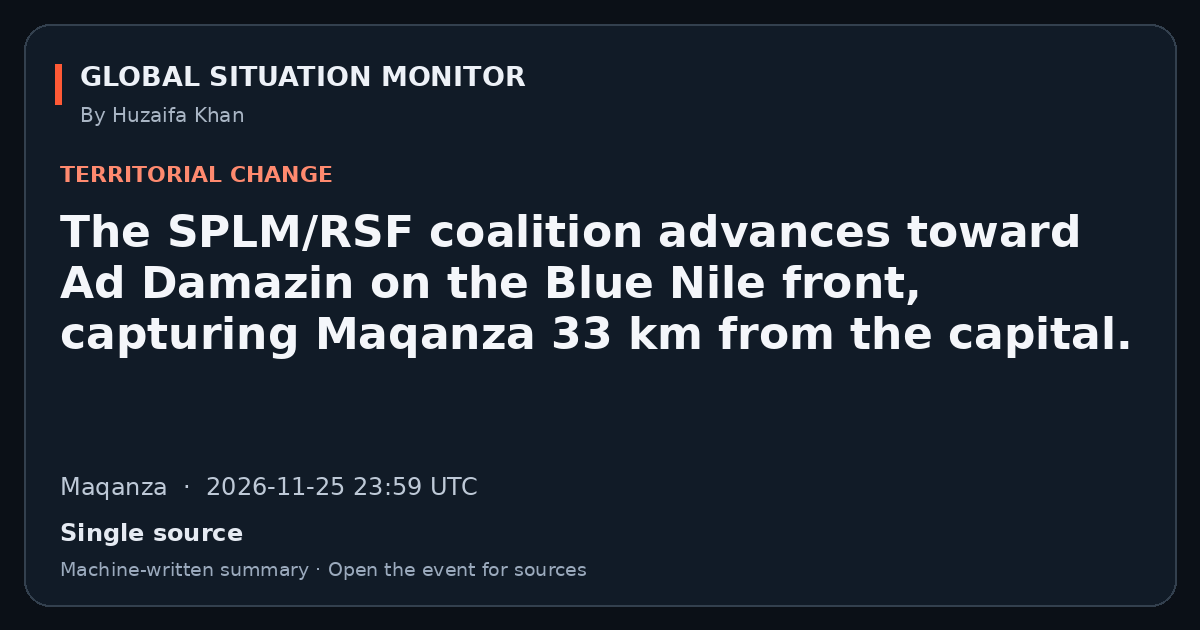 GLOBAL SITUATION MONITOR
By Huzaifa Khan
TERRITORIAL CHANGE
The SPLM/RSF coalition advances toward
Ad Damazin on the Blue Nile front,
capturing Maqanza 33 km from the capital.
Maqanza · 2026-11-25 23:59 UTC
Single source
Machine-written summary · Open the event for sources